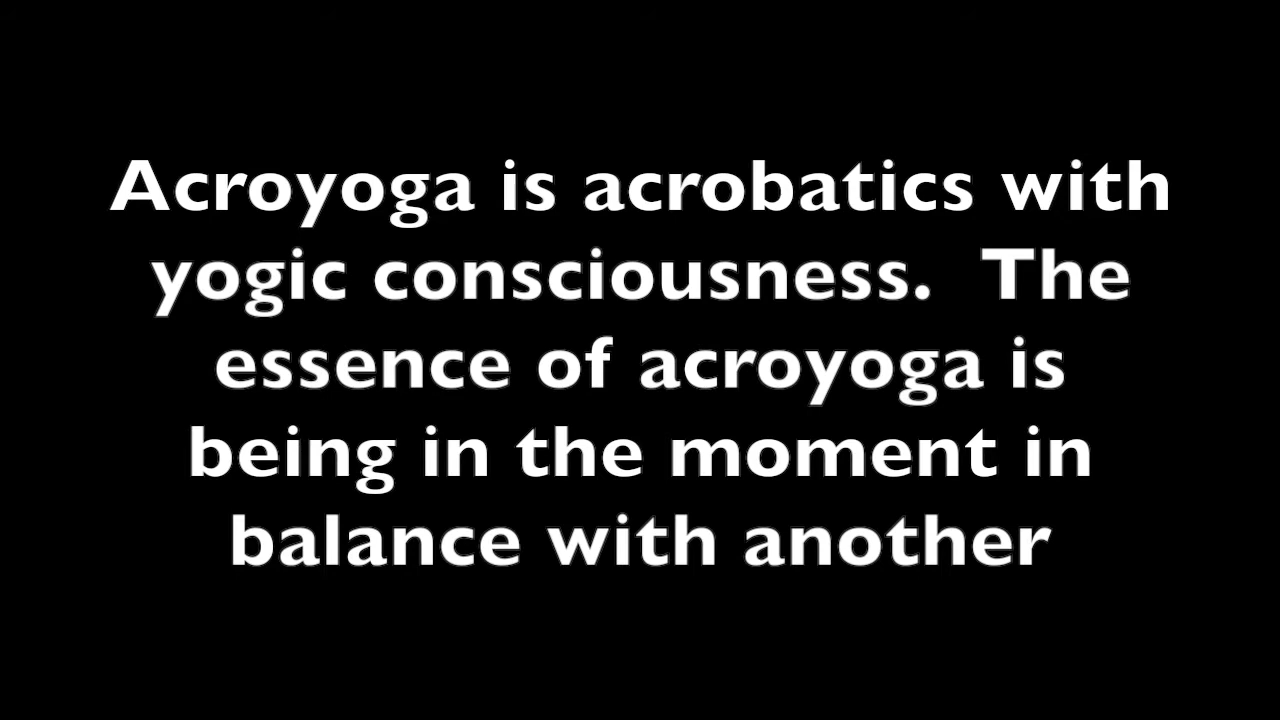 Acroyoga is acrobatics with
yogic consciousness.  The
essence of acroyoga is
being in the moment in
balance with another